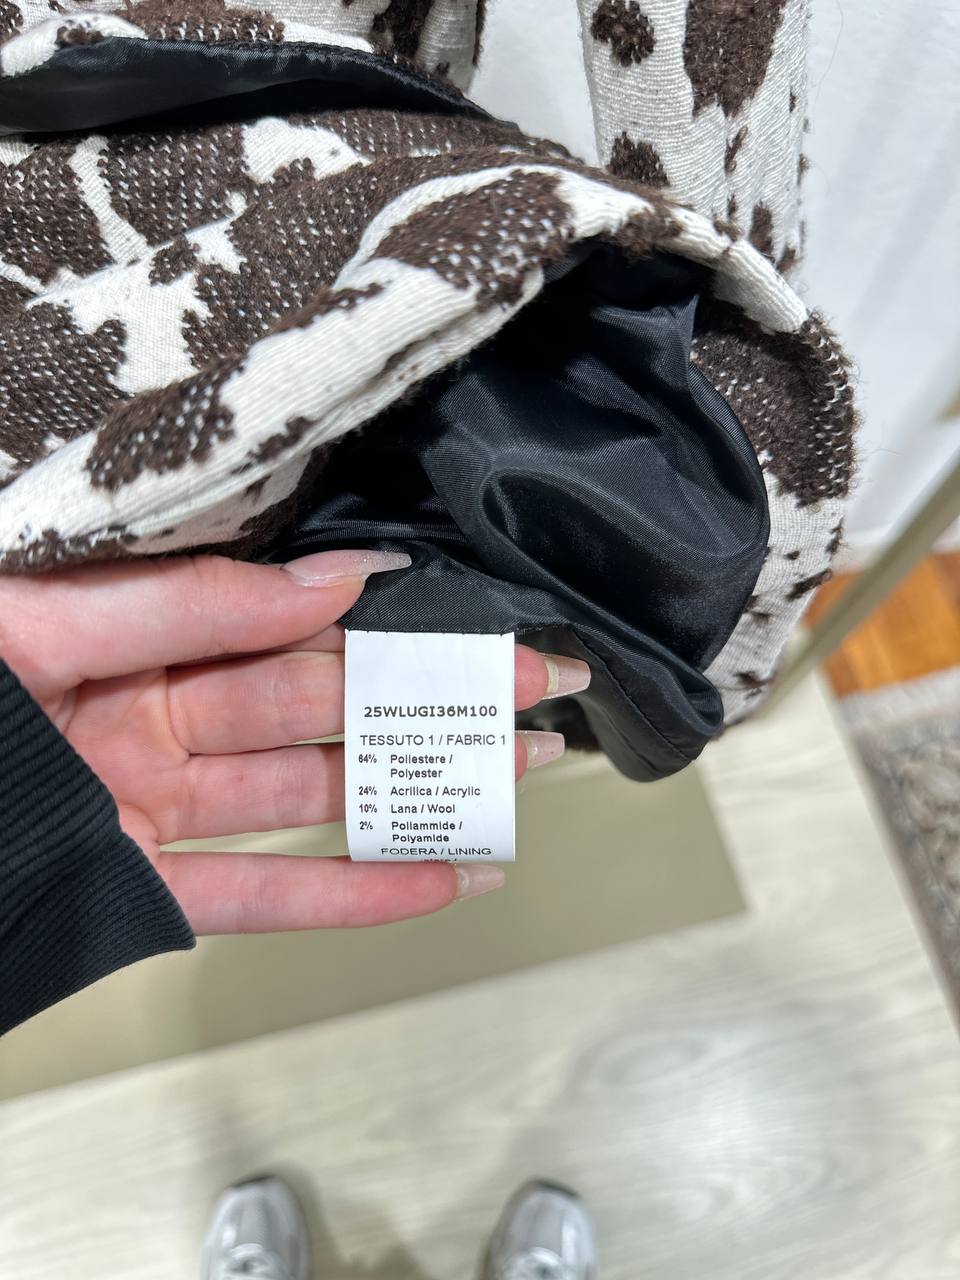 25WLUGI36M100
TESSUTO 1 / FABRIC 1
64% Poliestere /
Polyester
24% Acrilica / Acrylic
10% Lana / Wool
2% Poliammide /
Polyamide
FODERA / LINING